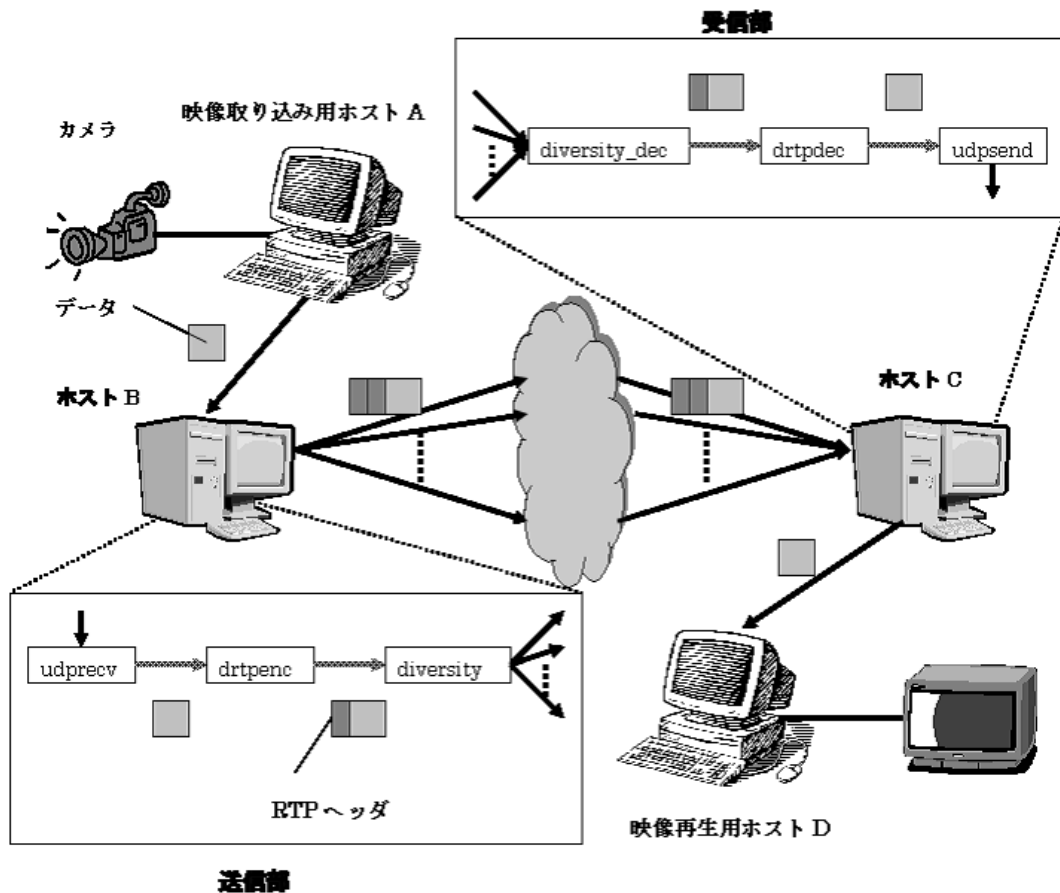 受信部
映像取り込み用ホスト A
カメラ
diversity_dec
drtpdec
udpsend
データ
ホスト B
ホスト C
udprecv
drtpenc
diversity
RTP ヘッダ
映像再生用ホスト D
送信部